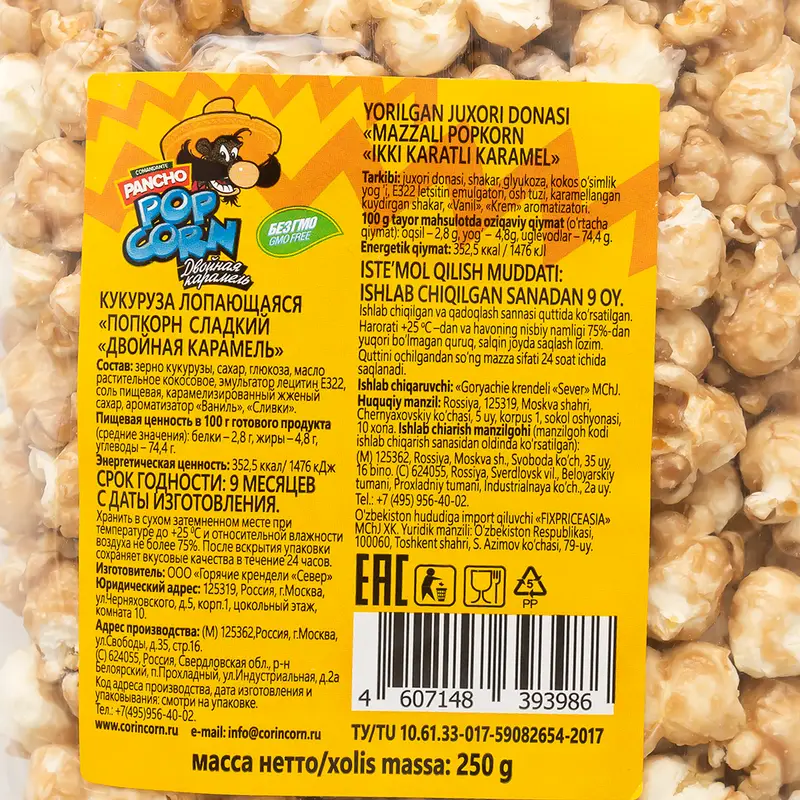 COMANDANTE
PANCHO
POP
CORN
Двойная
карамель
БЕЗ ГМО
GMO FREE
КУКУРУЗА ЛОПАЮЩАЯСЯ
«ПОПКОРН СЛАДКИЙ
«ДВОЙНАЯ КАРАМЕЛЬ»
Состав: зерно кукурузы, сахар, глюкоза, масло
растительное кокосовое, эмульгатор лецитин Е322,
соль пищевая, карамелизированный жжёный
сахар, ароматизатор «Ваниль», «Сливки».
Пищевая ценность в 100 г готового продукта
(средние значения): белки – 2,8 г, жиры – 4,8 г,
углеводы – 74,4 г.
Энергетическая ценность: 352,5 ккал/ 1476 кДж
СРОК ГОДНОСТИ: 9 МЕСЯЦЕВ
С ДАТЫ ИЗГОТОВЛЕНИЯ.
Хранить в сухом затемненном месте при
температуре до +25 ºС и относительной влажности
воздуха не более 75%. После вскрытия упаковки
сохраняет вкусовые качества в течение 24 часов.
Изготовитель: ООО «Горячие крендели «Север»
Юридический адрес: 125319, Россия, г.Москва,
ул.Черняховского, д.5, корп.1, цокольный этаж,
комната 10.
Адрес производства: (М) 125362,Россия, г.Москва,
ул.Свободы, д.35, стр.16.
(С) 624055, Россия, Свердловская обл., р-н
Белоярский, п.Прохладный, ул.Индустриальная, д.2а
Код адреса производства, дата изготовления и
упаковывания: смотри на упаковке.
Тел.: +7(495)956-40-02.
www.corincorn.ru e-mail: info@corincorn.ru
YORILGAN JUXORI DONASI
«MAZZALI POPKORN
«IKKI KARATLI KARAMEL»
Tarkibi: juxori donasi, shakar, glyukoza, kokos o‘simlik
yog ‘i, E322 letsitin emulgatori, osh tuzi, karamellangan
kuydirgan shakar, «Vanil», «Krem» aromatizatori.
100 g tayor mahsulotda oziqaviy qiymat (o‘rtacha
qiymat): oqsil – 2,8 g, yog‘ – 4,8g, uglevodlar – 74,4 g.
Energetik qiymat: 352,5 kkal / 1476 kJl
ISTE’MOL QILISH MUDDATI:
ISHLAB CHIQILGAN SANADAN 9 OY.
Ishlab chiqilgan va qadoqlash sannasi quttida ko‘rsatilgan.
Harorati +25 ºC –dan va havoning nisbiy namligi 75%-dan
yuqori bo‘lmagan quruq, salqin joyda saqlash lozim.
Quttini ochilgandan so‘ng mazza sifati 24 soat ichida
saqlanadi.
Ishlab chiqaruvchi: «Goryachie krendeli «Sever» MChJ.
Huquqiy manzil: Rossiya, 125319, Moskva shahri,
Chernyaxovskiy ko‘chasi, 5 uy, korpus 1, sokol oshyonasi,
10 xona. Ishlab chiarish manzilgohi (manzilgoh kodi
ishlab chiqarish sanasidan oldinda ko‘rsatilgan):
(M) 125362, Rossiya, Moskva sh., Svoboda ko‘ch., 35 uy,
16 bino. (C) 624055, Rossiya, Sverdlovsk vil., Beloyarskiy
tumani, Proxladniy tumani, Industrialnaya ko‘ch., 2a uy.
Tel.: +7 (495) 956-40-02.
O‘zbekiston hududiga import qiluvchi «FIXPRICEASIA»
MChJ XK. Yuridik manzili: O‘zbekiston Respublikasi,
100060, Toshkent shahri, S. Azimov ko‘chasi, 79-uy.
EAC
5
PP
4 607148 393986
ТУ/TU 10.61.33-017-59082654-2017
масса нетто/xolis massa: 250 g